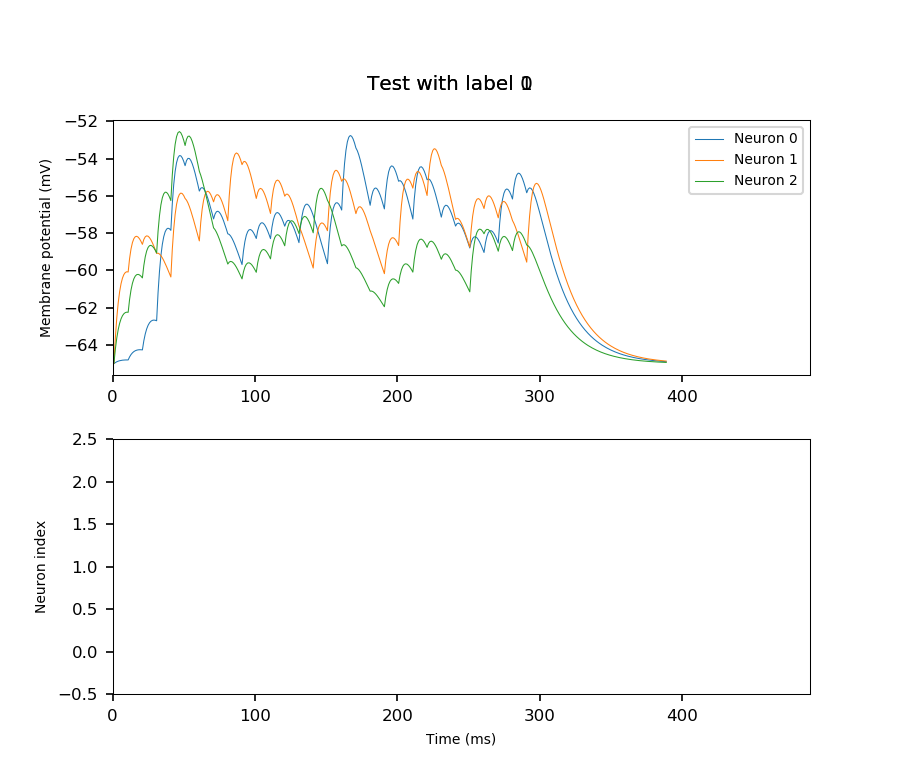 Test with label
Membrane potential (mV)
−52
−54
−56
−58
−60
−62
−64
Neuron 0
Neuron 1
Neuron 2
0 100 200 300 400
Neuron index
2.5
2.0
1.5
1.0
0.5
0.0
−0.5
0 100 200 300 400
Time (ms)